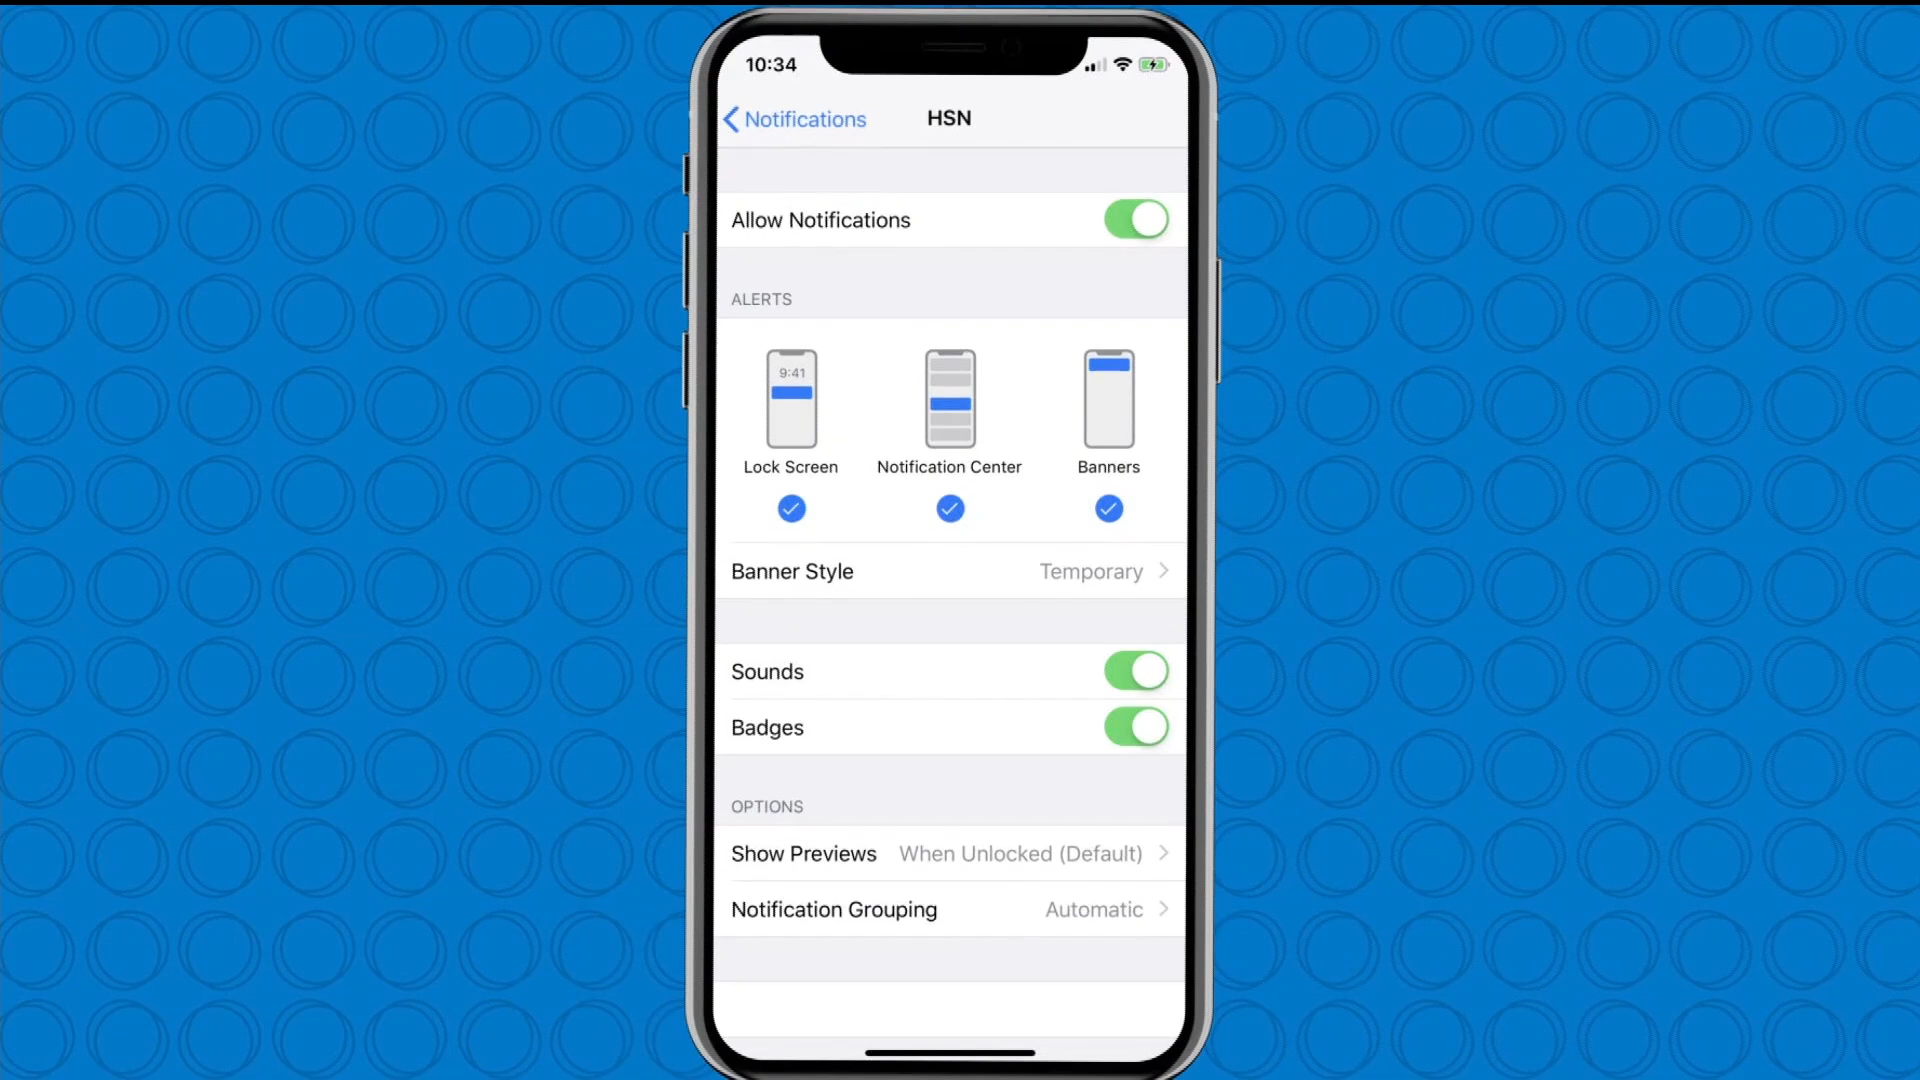 10:34
Notifications
HSN
Allow Notifications
ALERTS
9:41
Lock Screen
Notification Center
Banners
Banner Style
Temporary
Sounds
Badges
OPTIONS
Show Previews
When Unlocked (Default)
Notification Grouping
Automatic